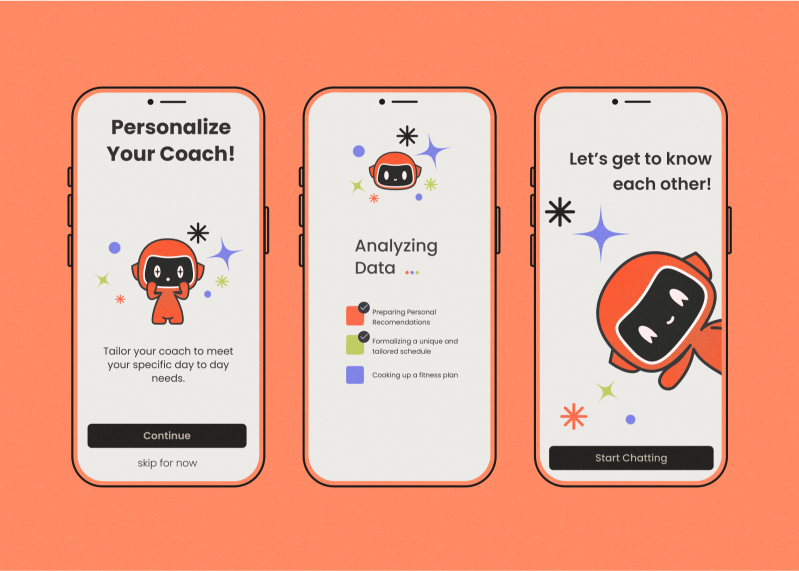 Personalize
Your Coach!
Tailor your coach to meet
your specific day to day
needs.
Continue
skip for now
Analyzing
Data
Preparing Personal
Recomendations
Formalizing a unique and
tailored schedule
Cooking up a fitness plan
Let's get to know
each other!
Start Chatting